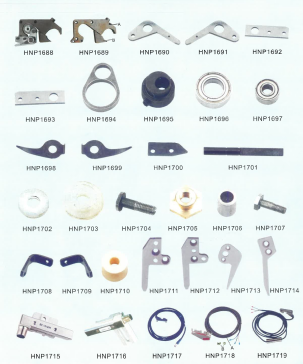 HNP1688 HNP1689 HNP1690 HNP1691 HNP1692
HNP1693 HNP1694 HNP1695 HNP1696 HNP1697
HNP1698 HNP1699 HNP1700 HNP1701
HNP1702 HNP1703 HNP1704 HNP1705 HNP1706 HNP1707
HNP1708 HNP1709 HNP1710 HNP1711 HNP1712 HNP1713 HNP1714
HNP1715 HNP1716 HNP1717 HNP1718 HNP1719